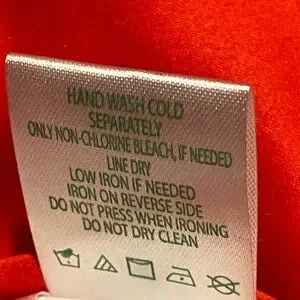 HAND WASH COLD
SEPARATELY
ONLY NON-CHLORINE BLEACH, IF NEEDED
LINE DRY
LOW IRON IF NEEDED
IRON ON REVERSE SIDE
DO NOT PRESS WHEN IRONING
DO NOT DRY CLEAN